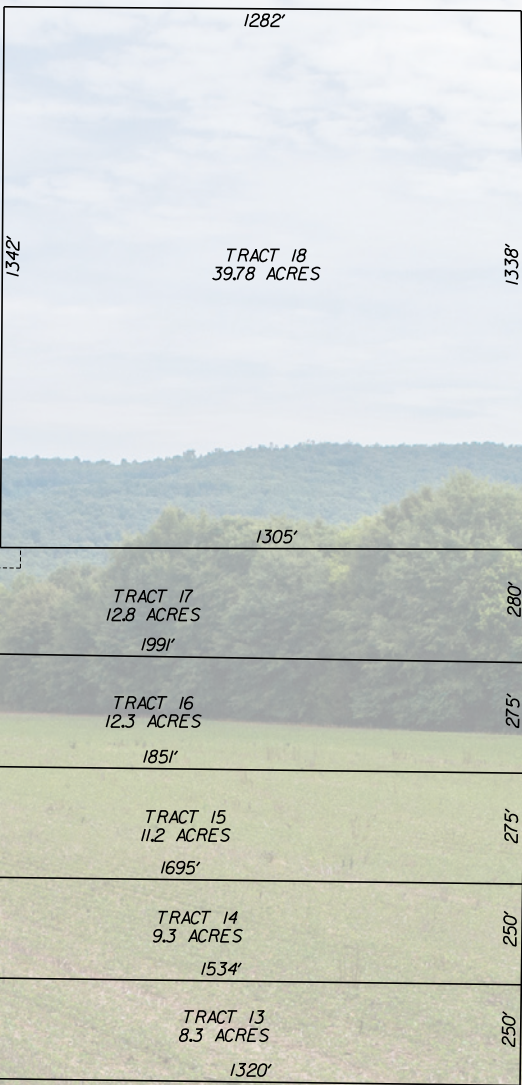 1282'
1342'
TRACT 18
39.78 ACRES
1338'
1305'
TRACT 17
12.8 ACRES
280'
1991'
TRACT 16
12.3 ACRES
275'
1851'
TRACT 15
11.2 ACRES
275'
1695'
TRACT 14
9.3 ACRES
250'
1534'
TRACT 13
8.3 ACRES
250'
1320'